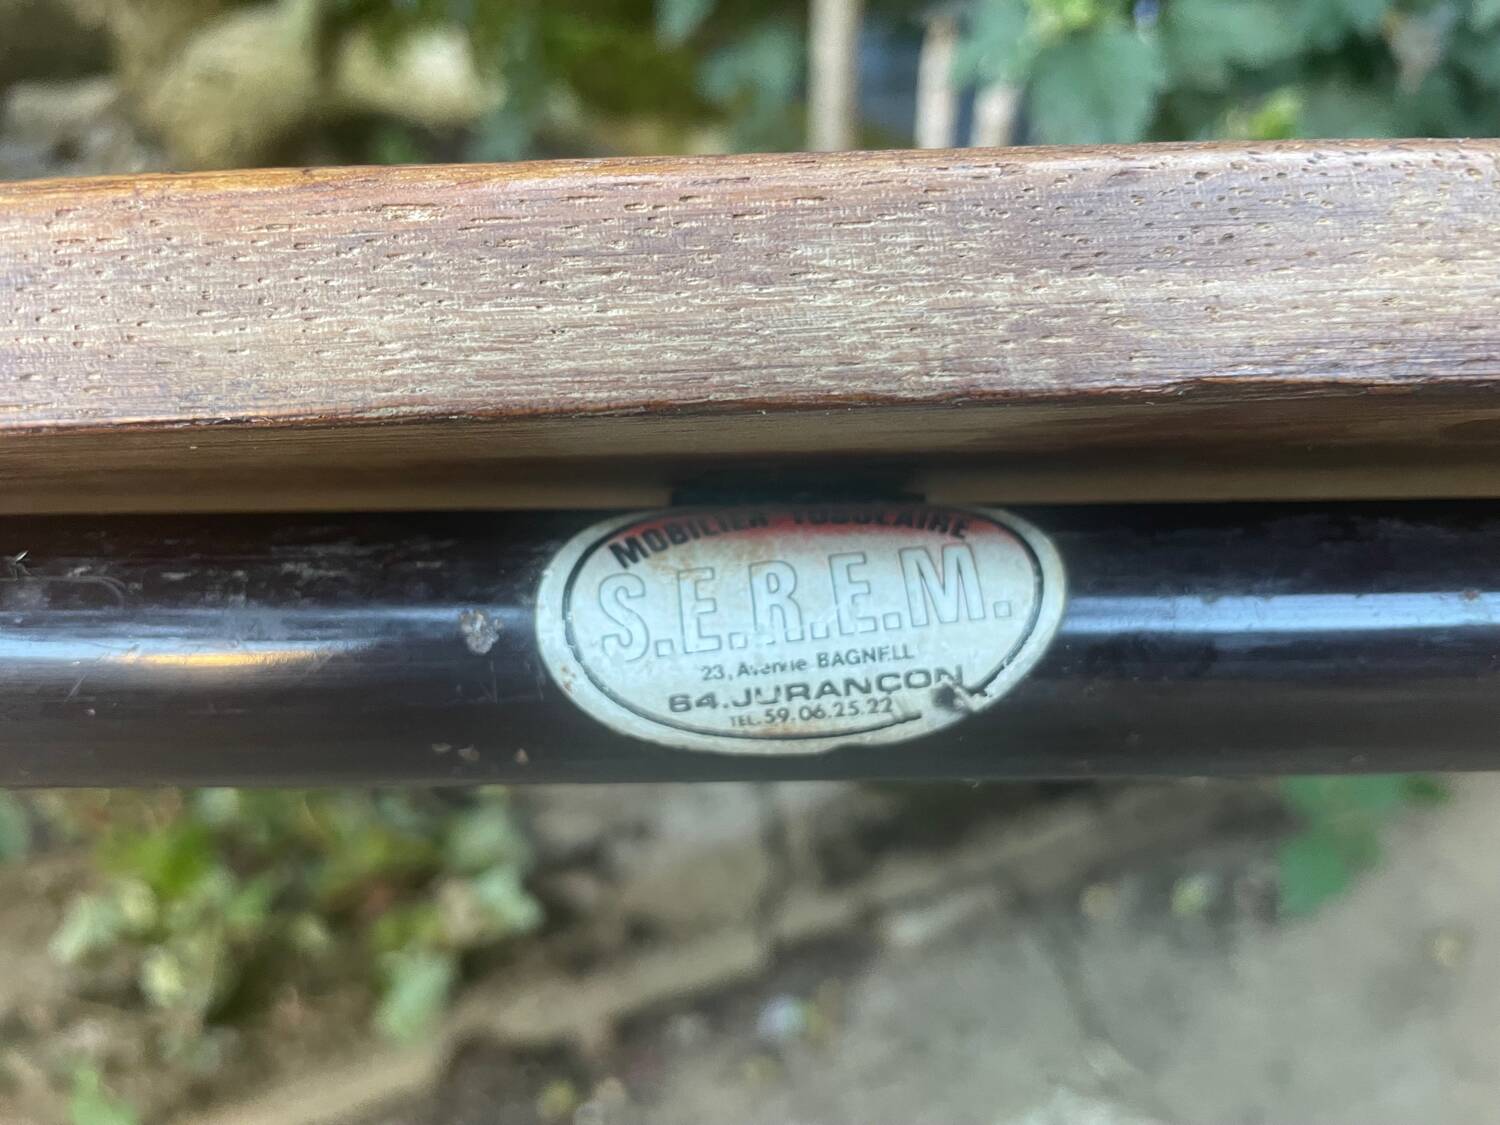 MOBILIER TUBULAIRE
S.E.R.E.M.
23, Avenue BAGNELL
64.JURANÇON
TEL. 59.06.25.22